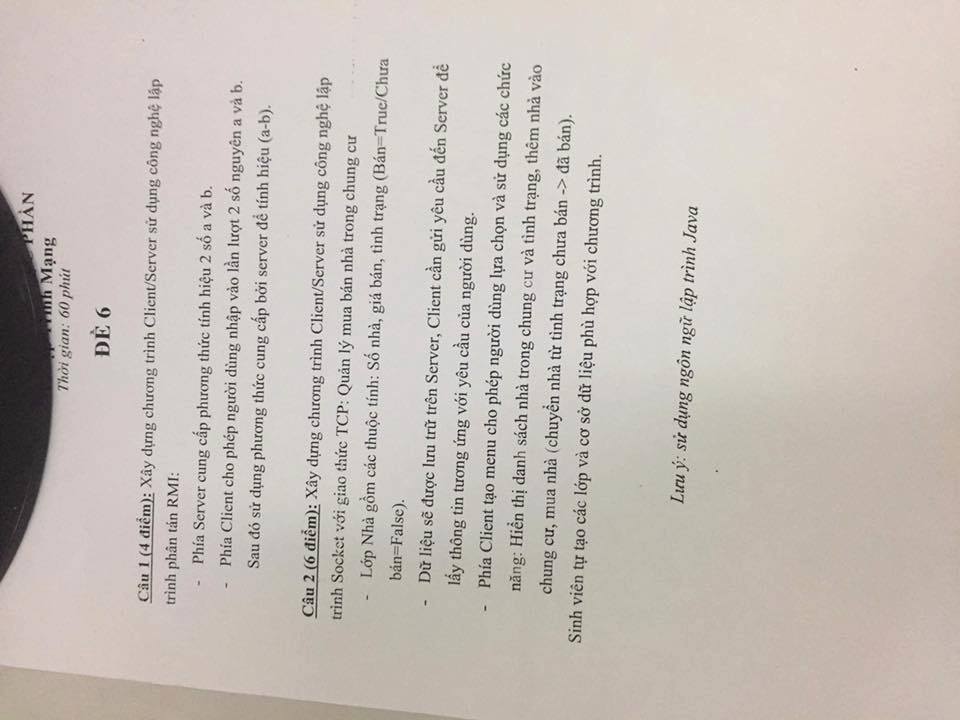 PHẦN
Mạng
Thời gian: 60 phút
ĐỀ 6
Câu 1 (4 điểm): Xây dựng chương trình Client/Server sử dụng công nghệ lập
trình phân tán RMI:
- Phía Server cung cấp phương thức tính hiệu 2 số a và b.
- Phía Client cho phép người dùng nhập vào lần lượt 2 số nguyên a và b.
Sau đó sử dụng phương thức cung cấp bởi server để tính hiệu (a-b).
Câu 2 (6 điểm): Xây dựng chương trình Client/Server sử dụng công nghệ lập
trình Socket với giao thức TCP: Quản lý mua bán nhà trong chung cư
- Lớp Nhà gồm các thuộc tính: Số nhà, giá bán, tình trạng (Bán=True/Chưa
bán=False).
- Dữ liệu sẽ được lưu trữ trên Server, Client cần gửi yêu cầu đến Server để
lấy thông tin tương ứng với yêu cầu của người dùng.
- Phía Client tạo menu cho phép người dùng lựa chọn và sử dụng các chức
năng: Hiển thị danh sách nhà trong chung cư và tình trạng, thêm nhà vào
chung cư, mua nhà (chuyển nhà từ tình trạng chưa bán -> đã bán).
Sinh viên tự tạo các lớp và cơ sở dữ liệu phù hợp với chương trình.
Lưu ý: sử dụng ngôn ngữ lập trình Java